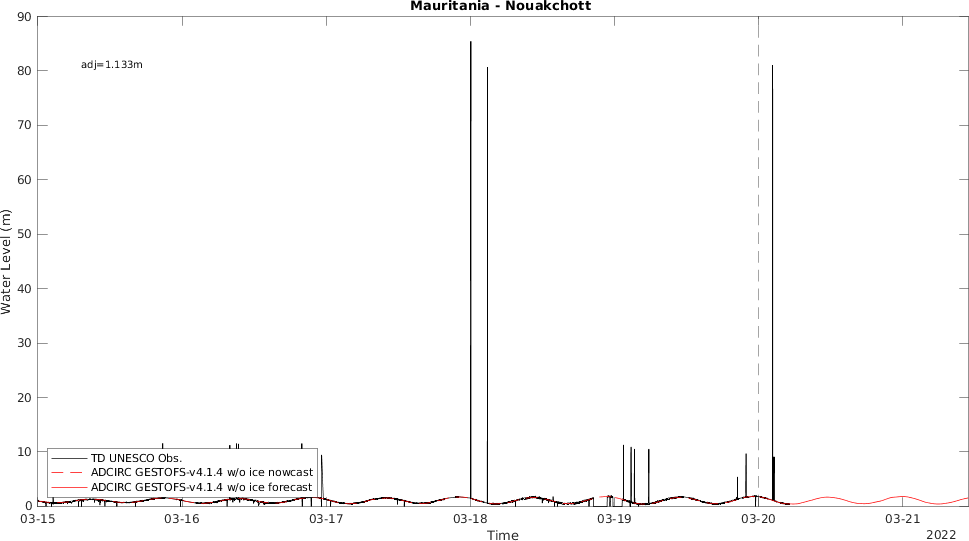 Mauritania - Nouakchott
90
adj=1.133m
80
70
60
50
40
30
20
10
0
Water Level (m)
TD UNESCO Obs.
ADCIRC GESTOFS-v4.1.4 w/o ice nowcast
ADCIRC GESTOFS-v4.1.4 w/o ice forecast
03-15 03-16 03-17 03-18 03-19 03-20 03-21
Time
2022